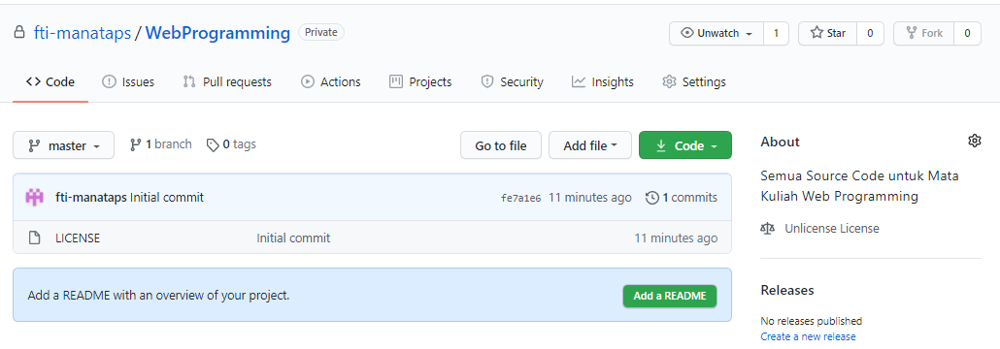 fti-manataps / WebProgramming Private
Unwatch 1 Star 0 Fork 0
Code Issues Pull requests Actions Projects Security Insights Settings
master 1 branch 0 tags Go to file Add file Code
fti-manataps Initial commit fe7a1e6 11 minutes ago 1 commits
LICENSE Initial commit 11 minutes ago
Add a README with an overview of your project. Add a README
About
Semua Source Code untuk Mata
Kuliah Web Programming
Unlicense License
Releases
No releases published
Create a new release